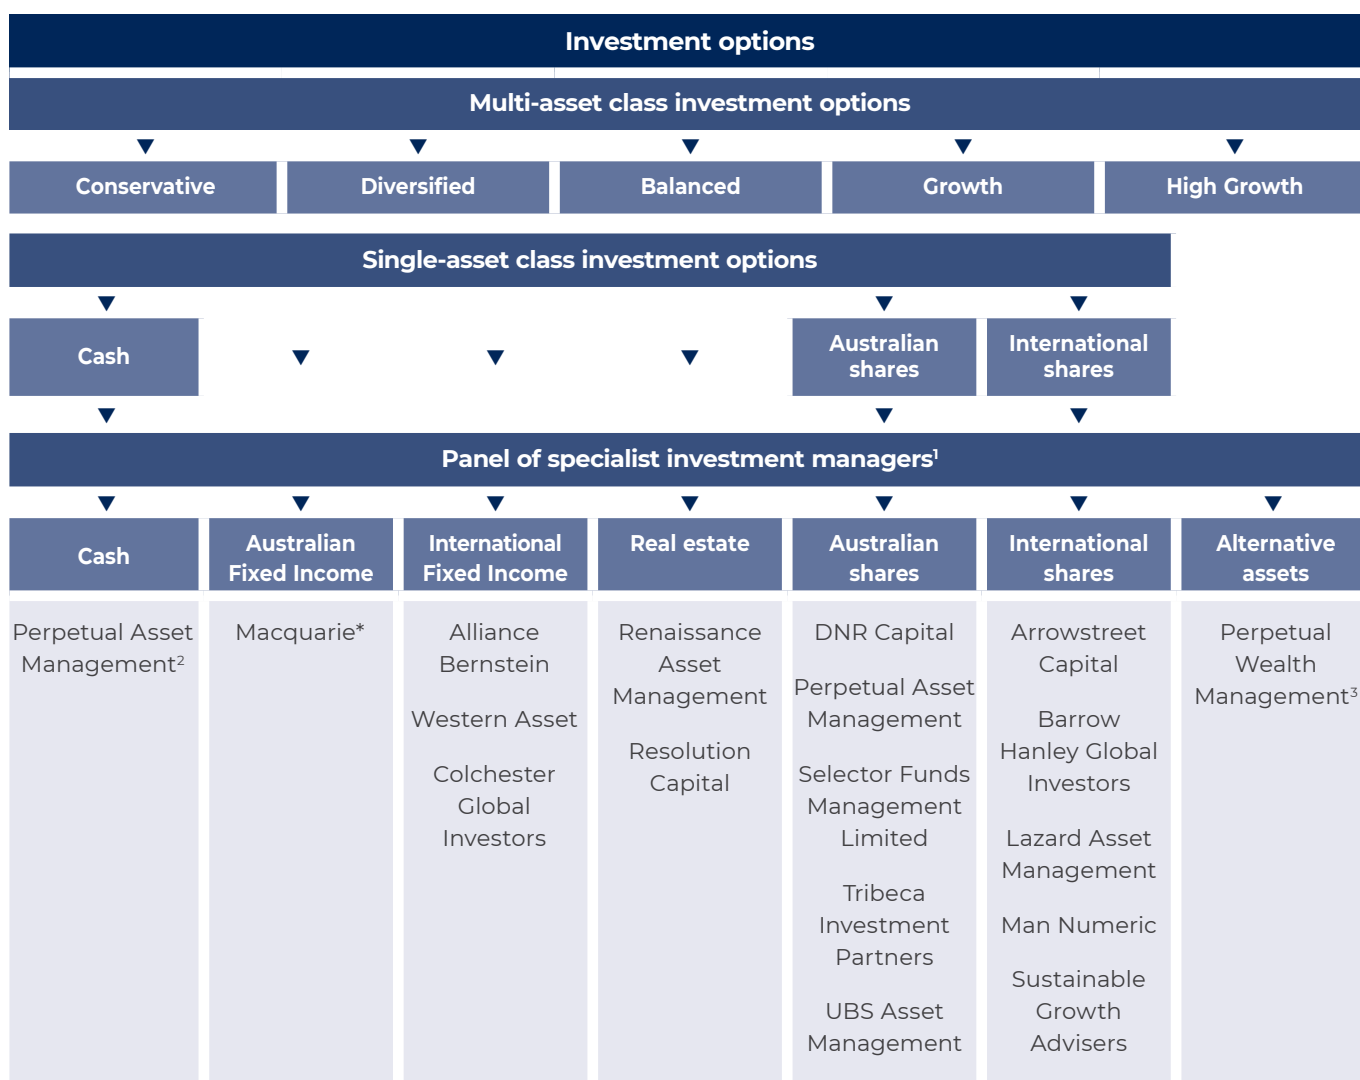 Investment options
Multi-asset class investment options
Conservative
Diversified
Balanced
Growth
High Growth
Single-asset class investment options
Cash
Australian
shares
International
shares
Panel of specialist investment managers¹
Cash
Australian
Fixed Income
International
Fixed Income
Real estate
Australian
shares
International
shares
Alternative
assets
Perpetual Asset
Management²
Macquarie*
Alliance
Bernstein
Western Asset
Colchester
Global
Investors
Renaissance
Asset
Management
Resolution
Capital
DNR Capital
Perpetual Asset
Management
Selector Funds
Management
Limited
Tribeca
Investment
Partners
UBS Asset
Management
Arrowstreet
Capital
Barrow
Hanley Global
Investors
Lazard Asset
Management
Man Numeric
Sustainable
Growth
Advisers
Perpetual
Wealth
Management³